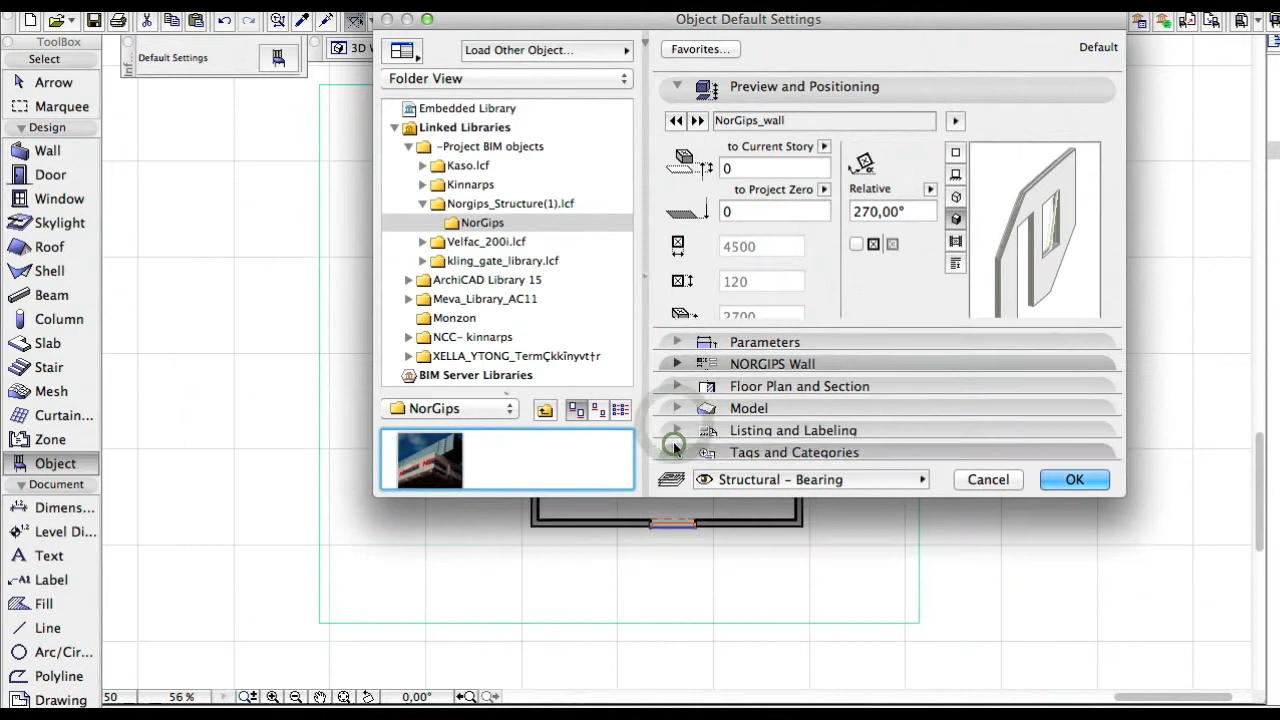 Object Default Settings
ToolBox
Select
Arrow
Marquee
Design
Wall
Door
Window
Skylight
Roof
Shell
Beam
Column
Slab
Stair
Mesh
Curtain...
Zone
Object
Document
Dimens...
Level Di...
Text
A1 Label
Fill
Line
Arc/Cir...
Polyline
Drawing
Default Settings
3D
Load Other Object...
Folder View
Embedded Library
Linked Libraries
-Project BIM objects
Kaso.lcf
Kinnarps
Norgips_Structure(1).lcf
NorGips
Velfac_200i.lcf
kling_gate_library.lcf
ArchiCAD Library 15
Meva_Library_AC11
Monzon
NCC- kinnarps
XELLA_YTONG_TermÇkkînyvt†r
BIM Server Libraries
NorGips
Favorites...
Default
Preview and Positioning
NorGips_wall
to Current Story
0
to Project Zero
0
Relative
270,00°
4500
120
2700
Parameters
NORGIPS Wall
Floor Plan and Section
Model
Listing and Labeling
Tags and Categories
Structural - Bearing
Cancel
OK
50
56 %
0,00°